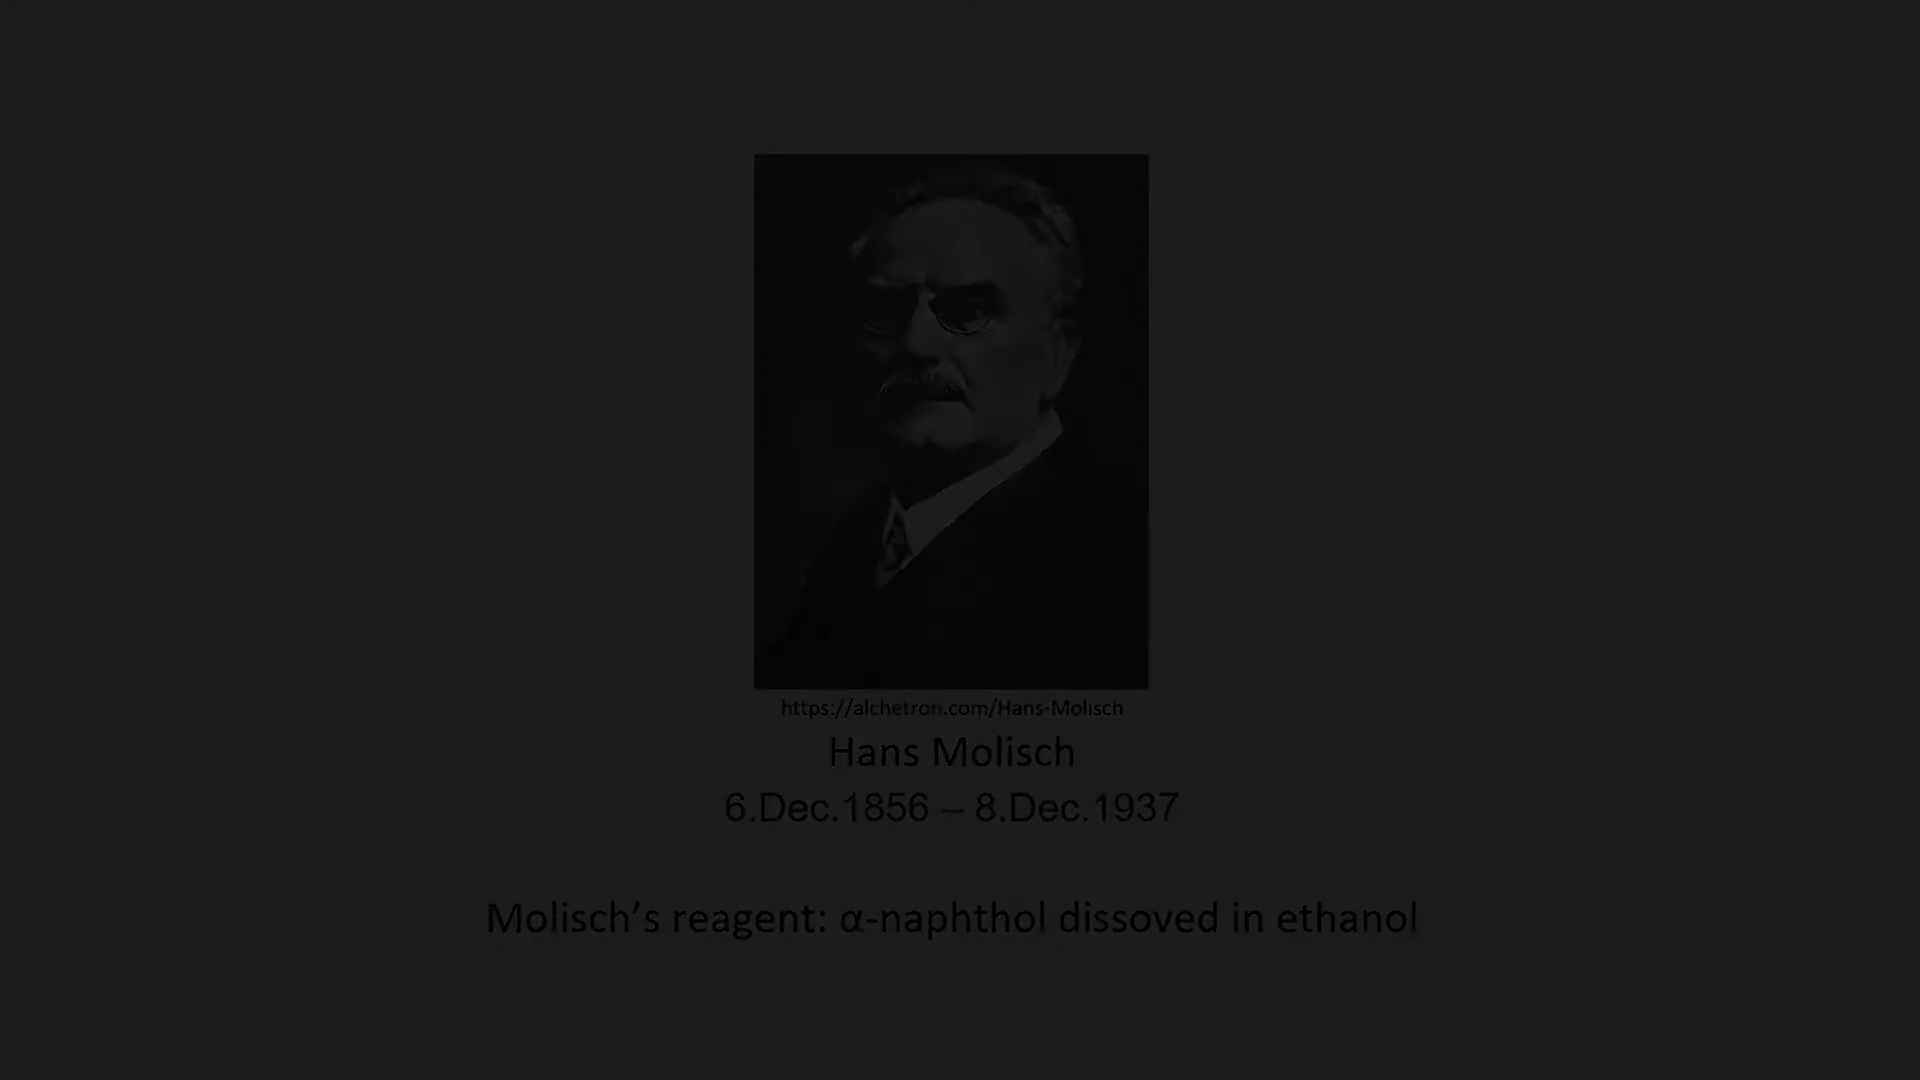 https://alchetron.com/Hans-Molisch
Hans Molisch
6.Dec.1856 – 8.Dec.1937
Molisch’s reagent: α-naphthol dissoved in ethanol